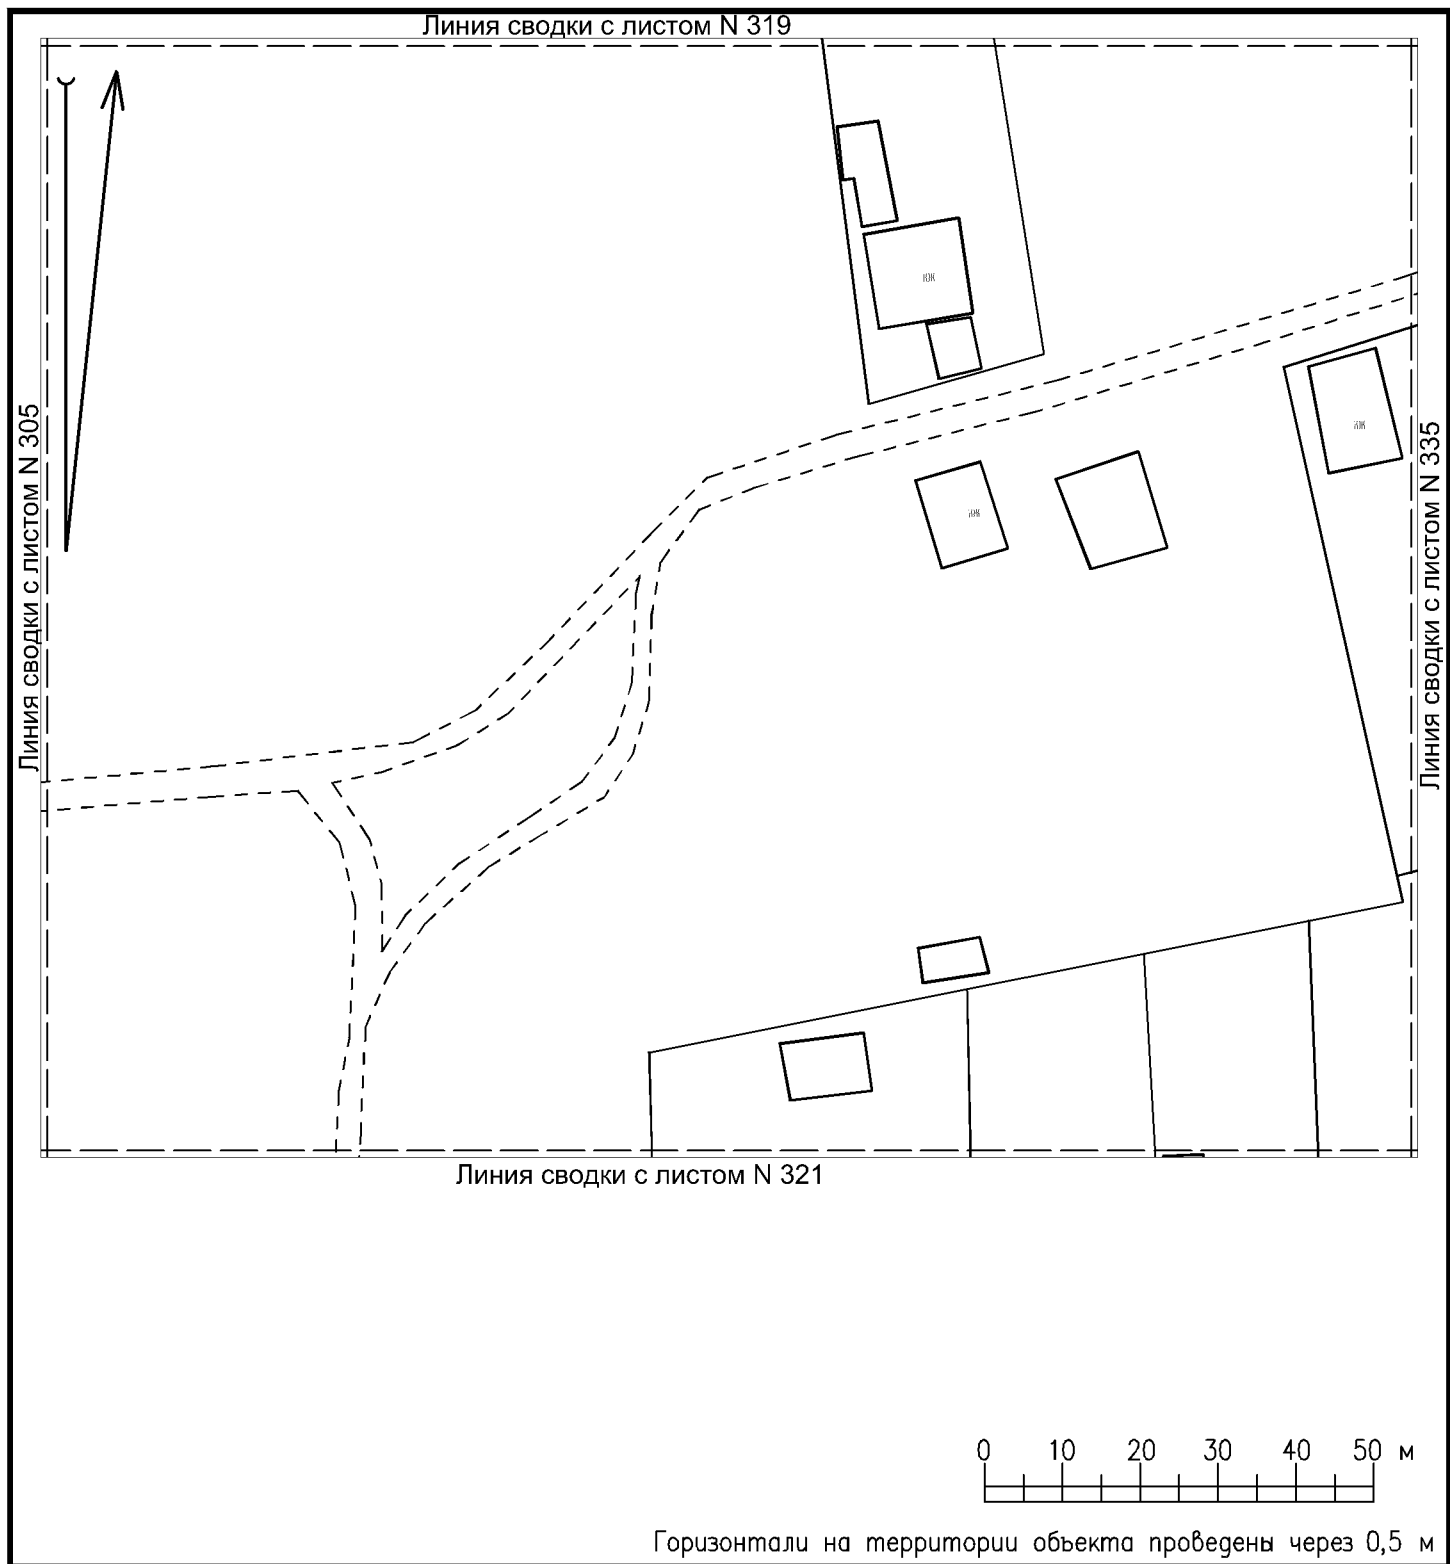 Линия сводки с листом N 319
Линия сводки с листом N 305
Линия сводки с листом N 335
Линия сводки с листом N 321
0 10 20 30 40 50 м
Горизонтали на территории объекта проведены через 0,5 м